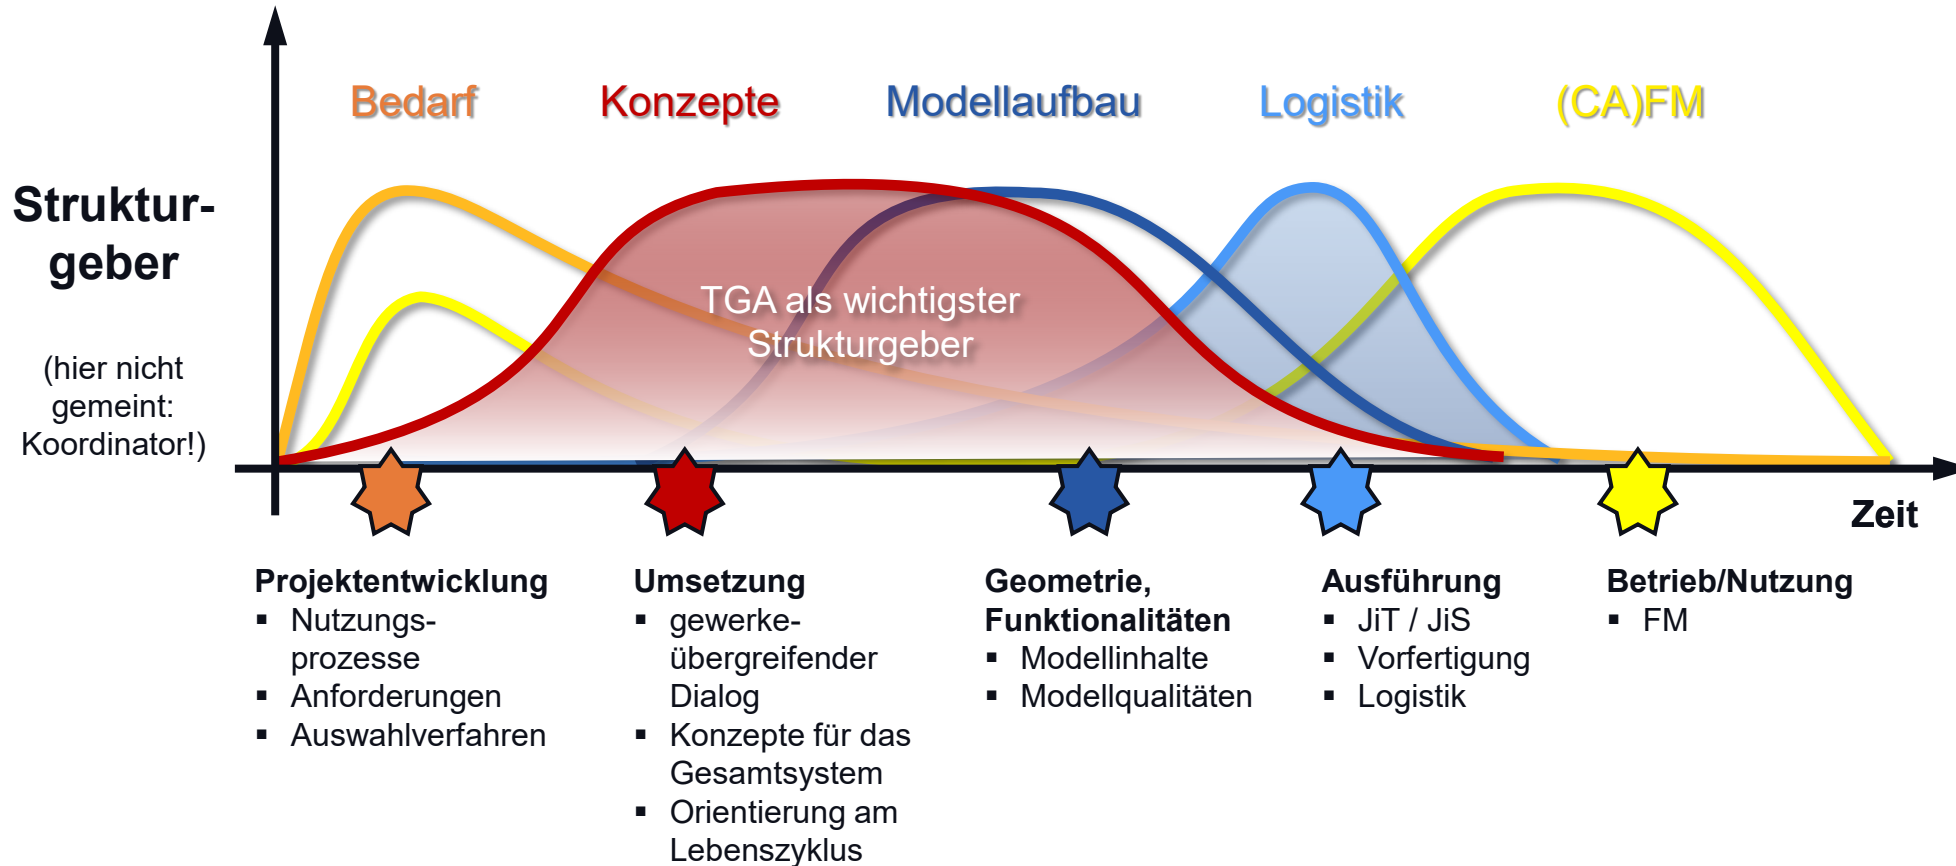 Bedarf
Konzepte
Modellaufbau
Logistik
(CA)FM
Struktur-
geber
(hier nicht
gemeint:
Koordinator!)
TGA als wichtigster
Strukturgeber
Zeit
Projektentwicklung
▪ Nutzungs-
prozesse
▪ Anforderungen
▪ Auswahlverfahren
Umsetzung
▪ gewerke-
übergreifender
Dialog
▪ Konzepte für das
Gesamtsystem
▪ Orientierung am
Lebenszyklus
Geometrie,
Funktionalitäten
▪ Modellinhalte
▪ Modellqualitäten
Ausführung
▪ JiT / JiS
▪ Vorfertigung
▪ Logistik
Betrieb/Nutzung
▪ FM